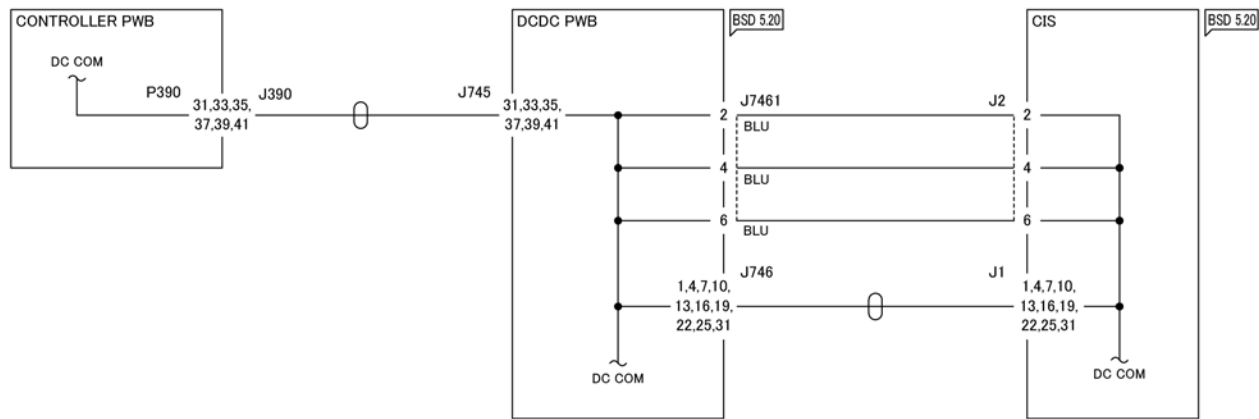 CONTROLLER PWB
DC COM
P390
31,33,35,
37,39,41
J390
J745
DCDC PWB
BSD 5.20
31,33,35,
37,39,41
2
J7461
BLU
4
BLU
6
BLU
J746
1,4,7,10,
13,16,19,
22,25,31
DC COM
CIS
BSD 5.20
J2
2
4
6
J1
1,4,7,10,
13,16,19,
22,25,31
DC COM